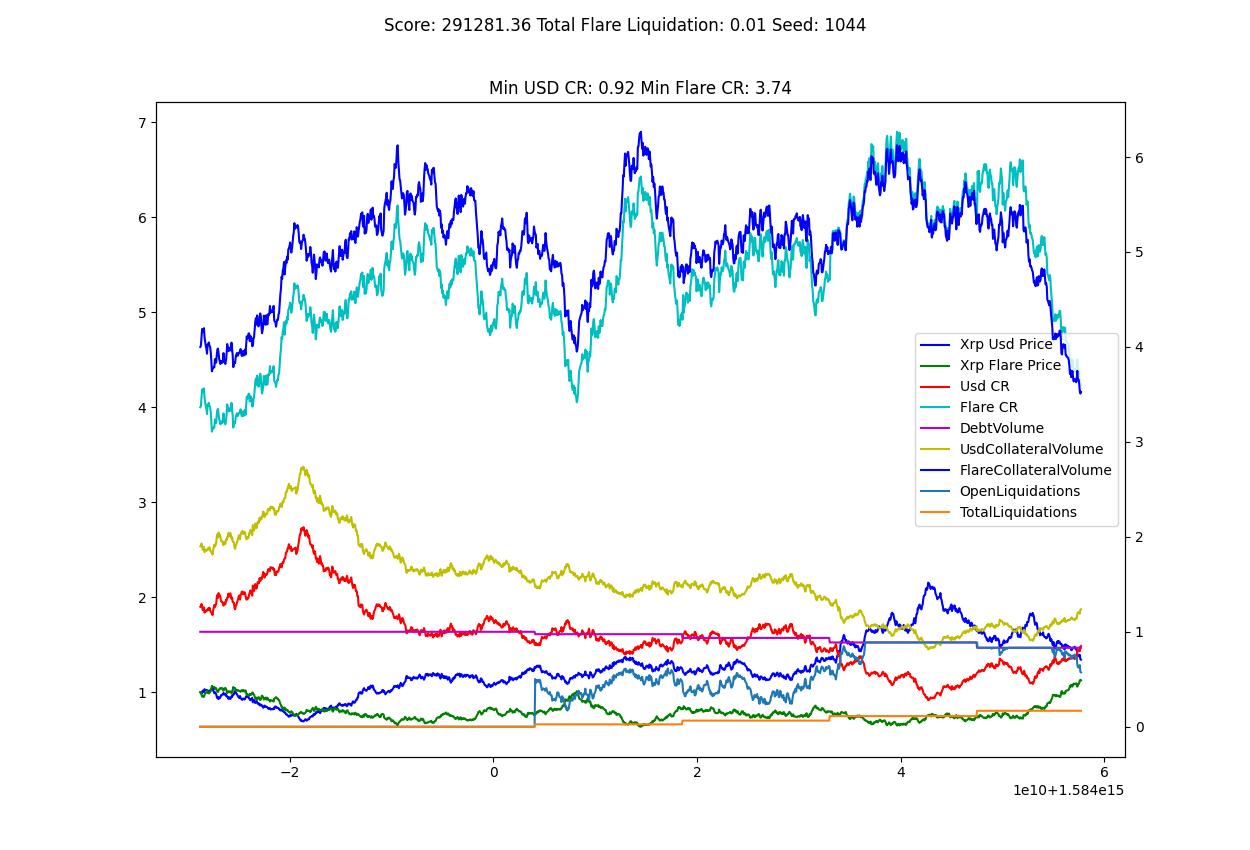 Score: 291281.36 Total Flare Liquidation: 0.01 Seed: 1044
Min USD CR: 0.92 Min Flare CR: 3.74
7
6
5
4
3
2
1
6
5
4
3
2
1
0
Xrp Usd Price
Xrp Flare Price
Usd CR
Flare CR
DebtVolume
UsdCollateralVolume
FlareCollateralVolume
OpenLiquidations
TotalLiquidations
−2
0
2
4
6
1e10+1.584e15